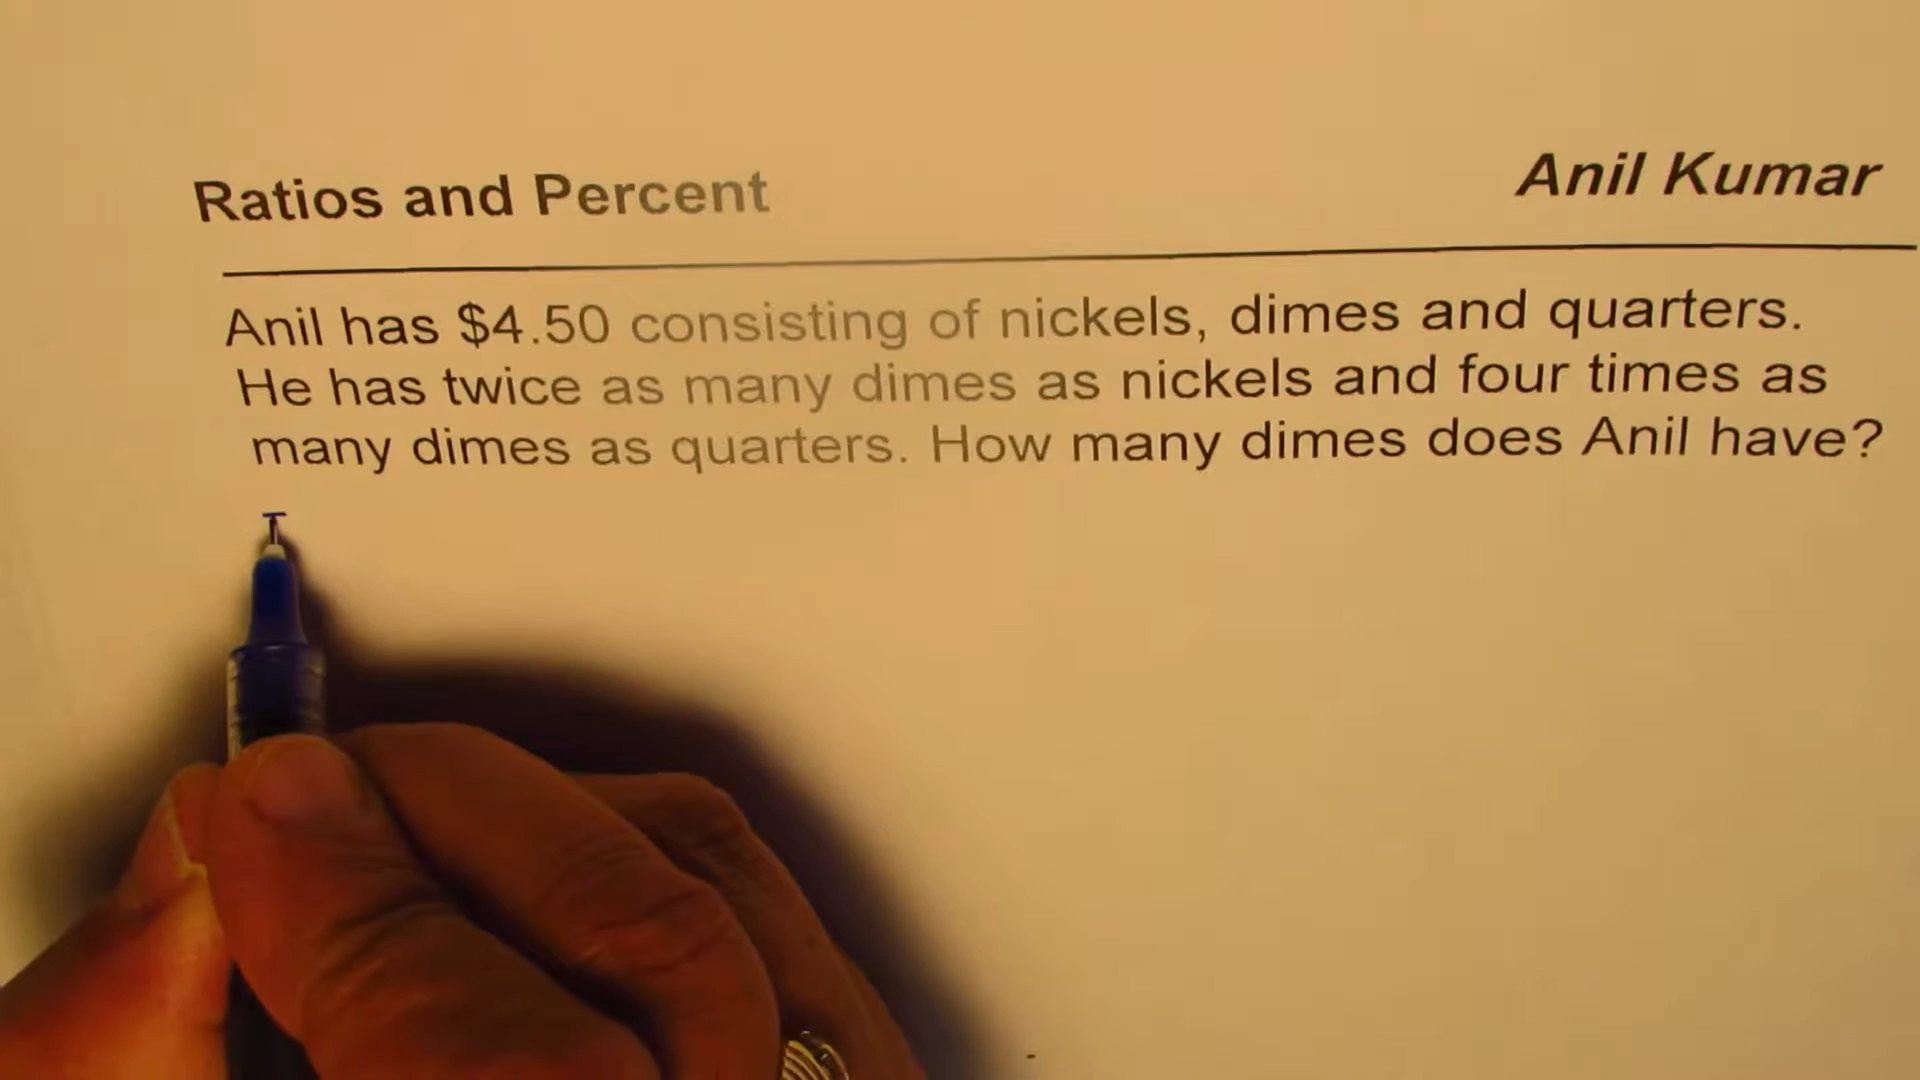 Ratios and Percent
Anil Kumar
Anil has $4.50 consisting of nickels, dimes and quarters.
He has twice as many dimes as nickels and four times as
many dimes as quarters. How many dimes does Anil have?